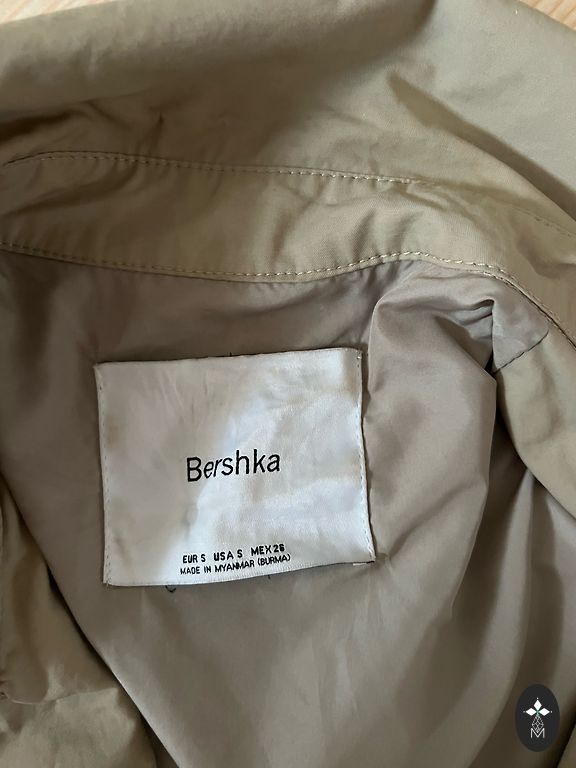 Bershka
EUR S USA S MEX 26
MADE IN MYANMAR (BURMA)
M